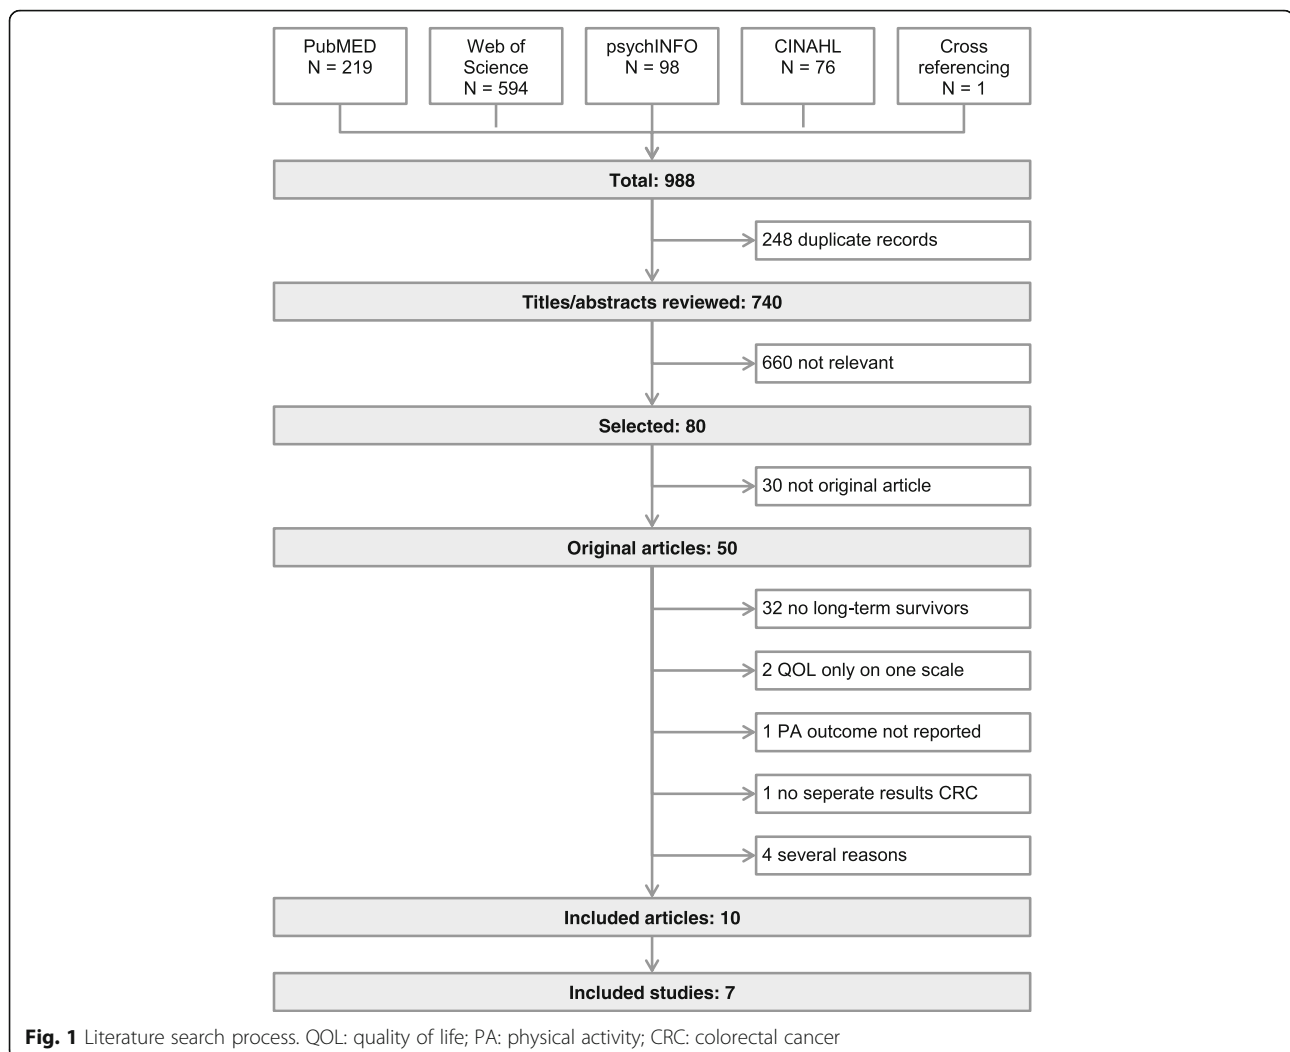 PubMED
N = 219
Web of
Science
N = 594
psychINFO
N = 98
CINAHL
N = 76
Cross
referencing
N = 1
Total: 988
248 duplicate records
Titles/abstracts reviewed: 740
660 not relevant
Selected: 80
30 not original article
Original articles: 50
32 no long-term survivors
2 QOL only on one scale
1 PA outcome not reported
1 no seperate results CRC
4 several reasons
Included articles: 10
Included studies: 7
Fig. 1 Literature search process. QOL: quality of life; PA: physical activity; CRC: colorectal cancer